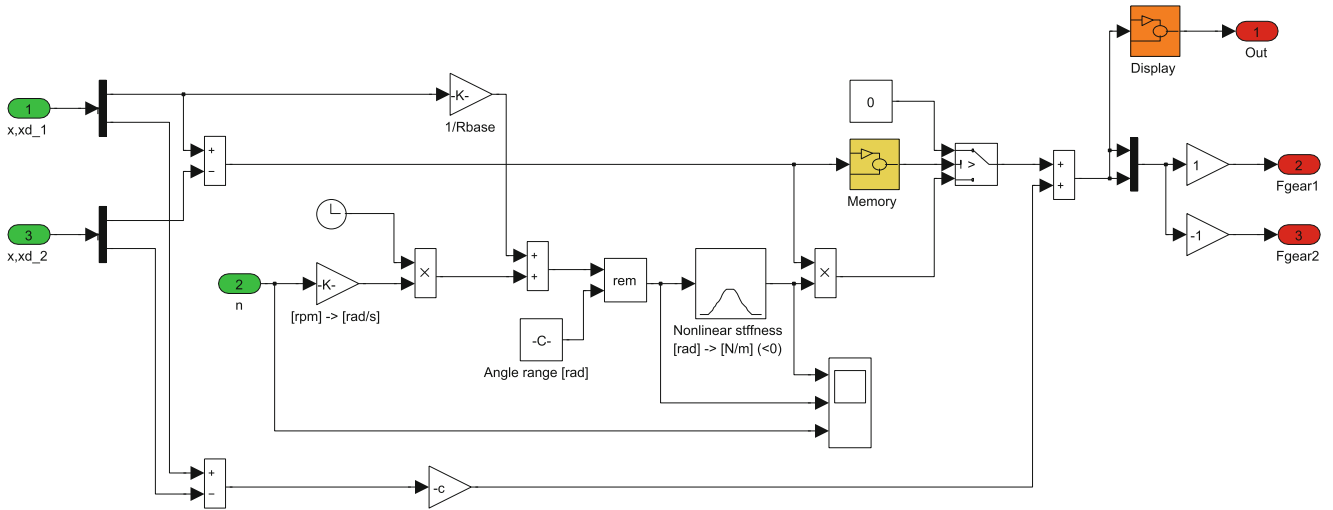 Display
1
Out
1
x,xd_1
-K-
1/Rbase
0
+
−
Memory
>
+
+
1
2
Fgear1
3
x,xd_2
-1
3
Fgear2
2
n
-K-
[rpm] -> [rad/s]
×
+
+
rem
-C-
Angle range [rad]
Nonlinear stffness
[rad] -> [N/m] (<0)
×
+
−
-c